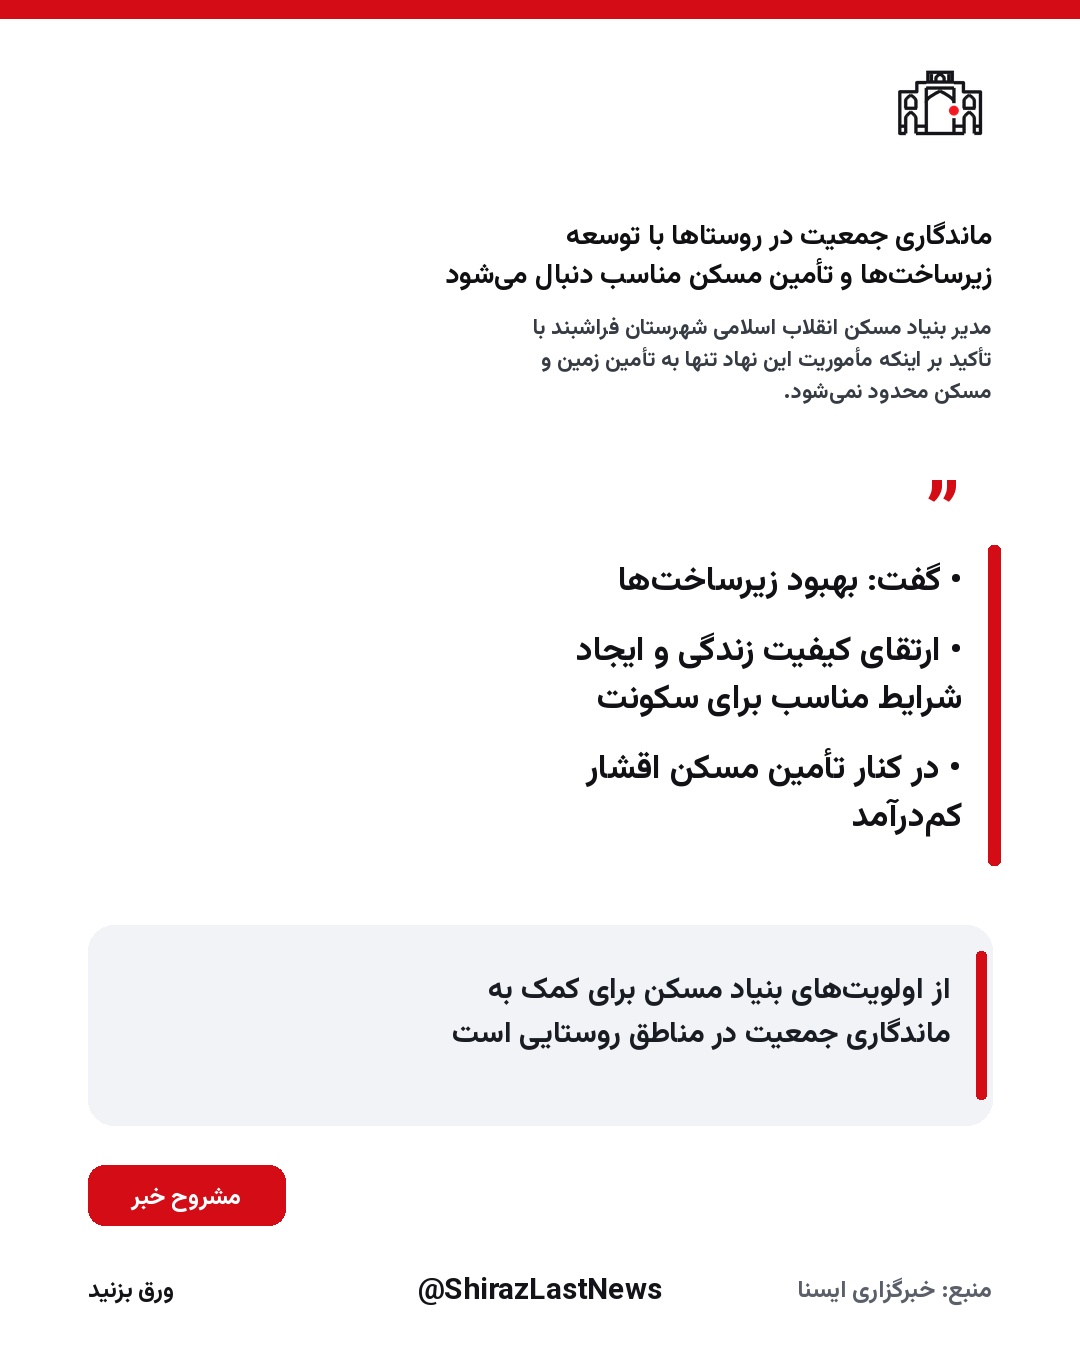 ماندگاری جمعیت در روستاها با توسعه
زیرساخت‌ها و تأمین مسکن مناسب دنبال می‌شود
مدیر بنیاد مسکن انقلاب اسلامی شهرستان فراشبند با
تأکید بر اینکه مأموریت این نهاد تنها به تأمین زمین و
مسکن محدود نمی‌شود.
”
• گفت: بهبود زیرساخت‌ها
• ارتقای کیفیت زندگی و ایجاد
شرایط مناسب برای سکونت
• در کنار تأمین مسکن اقشار
کم‌درآمد
از اولویت‌های بنیاد مسکن برای کمک به
ماندگاری جمعیت در مناطق روستایی است
مشروح خبر
منبع: خبرگزاری ایسنا
@ShirazLastNews
ورق بزنید